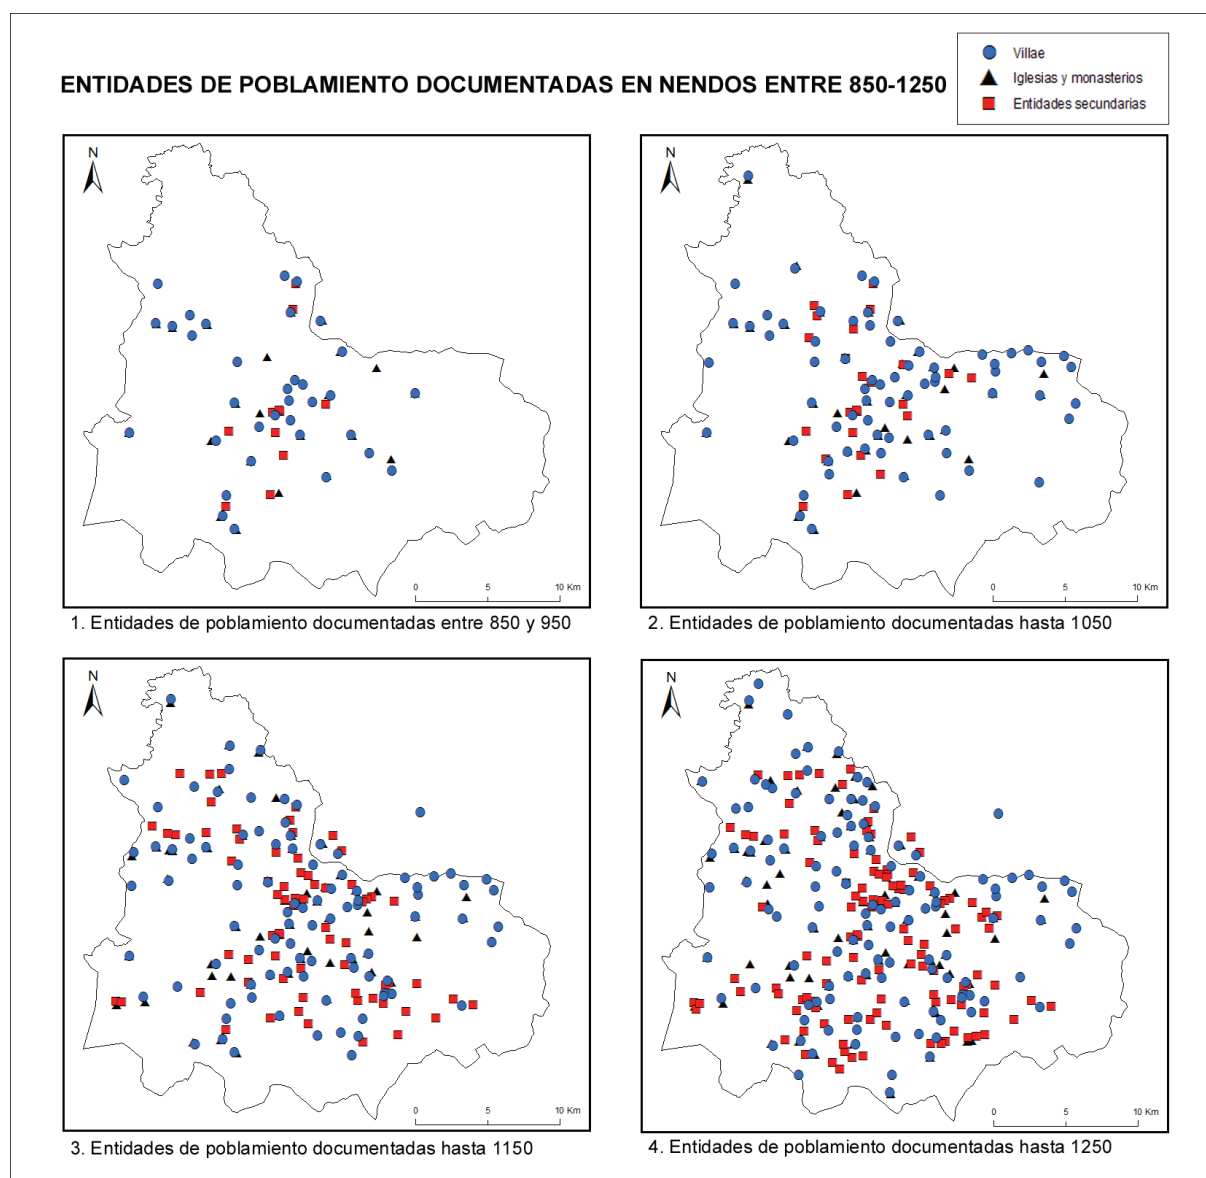 ENTIDADES DE POBLAMIENTO DOCUMENTADAS EN NENDOS ENTRE 850-1250
Villae
Iglesias y monasterios
Entidades secundarias
N
0 5 10 Km
1. Entidades de poblamiento documentadas entre 850 y 950
N
0 5 10 Km
2. Entidades de poblamiento documentadas hasta 1050
N
0 5 10 Km
3. Entidades de poblamiento documentadas hasta 1150
N
0 5 10 Km
4. Entidades de poblamiento documentadas hasta 1250